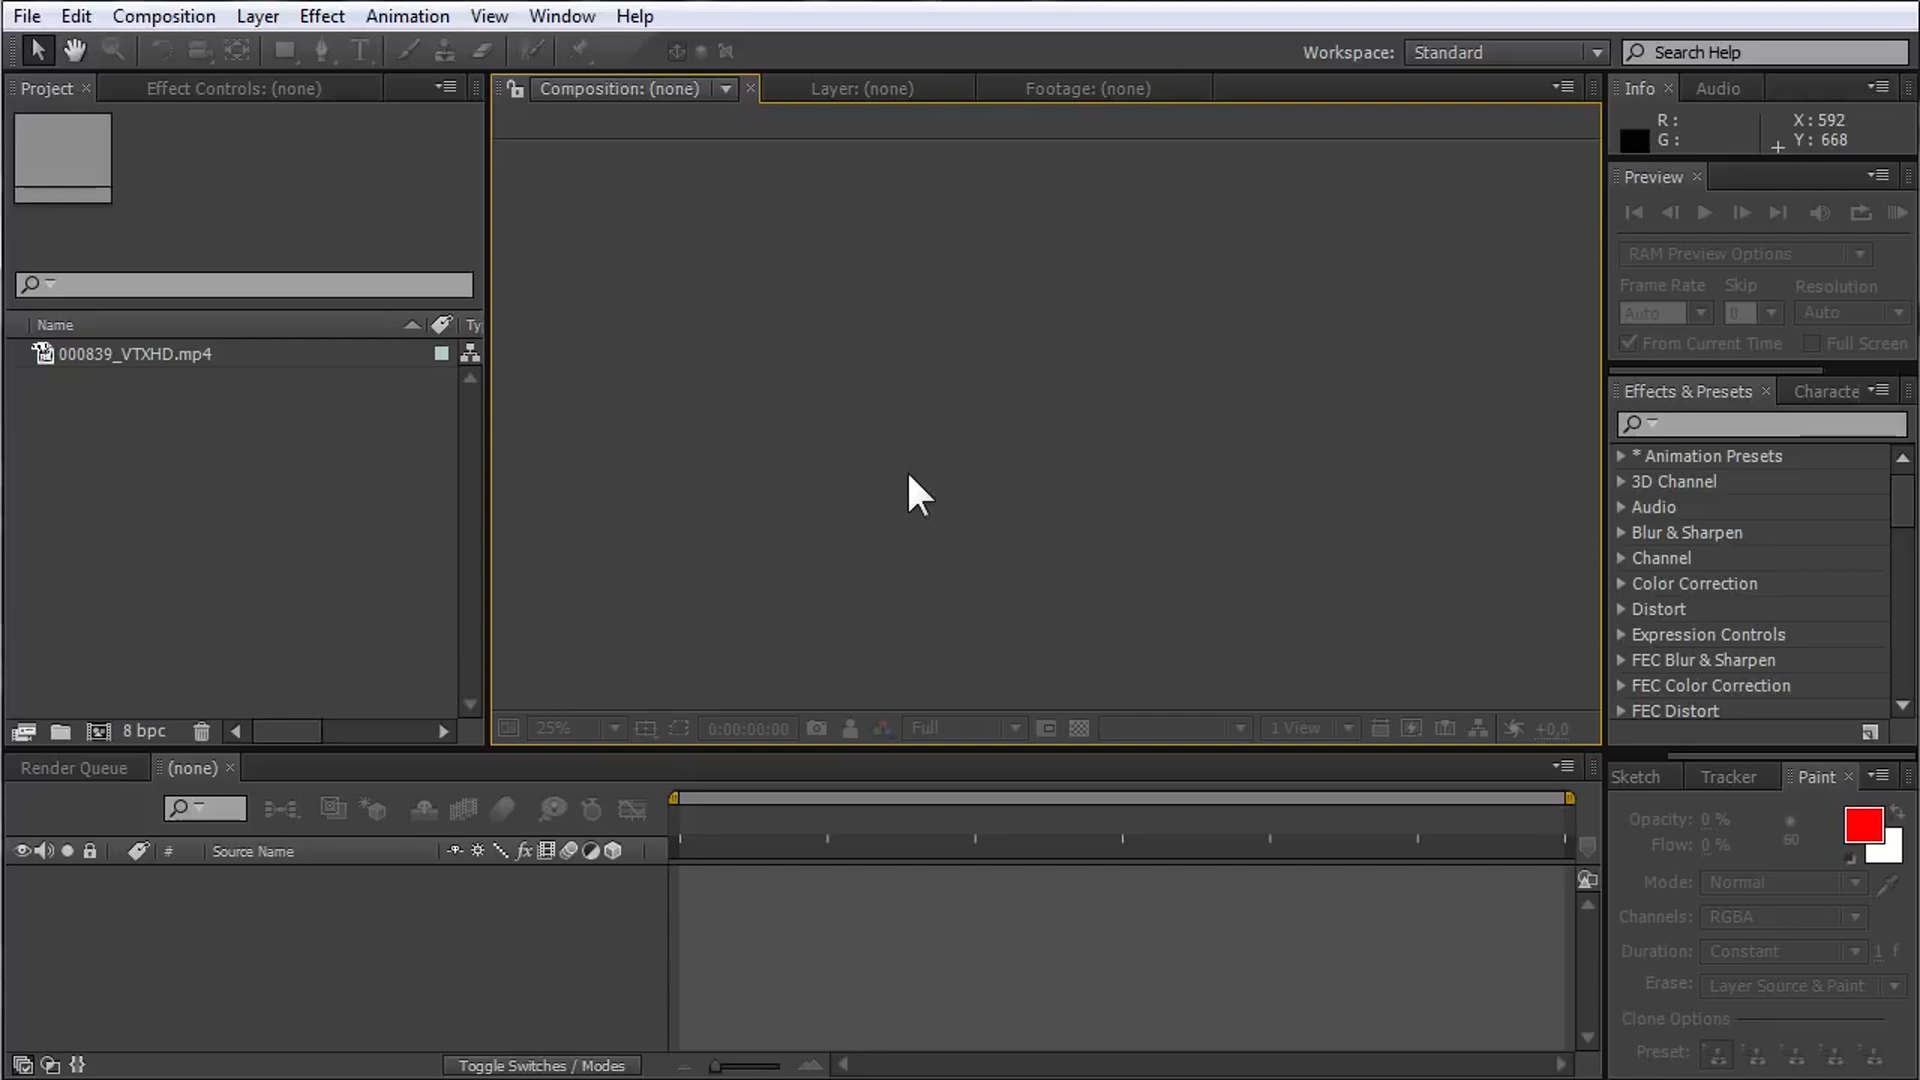 File Edit Composition Layer Effect Animation View Window Help
Workspace: Standard Search Help
Project Effect Controls: (none) Composition: (none) Layer: (none) Footage: (none) Info Audio
R : X : 592
G : Y : 668
Preview
RAM Preview Options
Name Ty
Frame Rate Skip Resolution
Auto 0 Auto
000839_VTXHD.mp4
From Current Time Full Screen
Effects & Presets Characte
* Animation Presets
3D Channel
Audio
Blur & Sharpen
Channel
Color Correction
Distort
Expression Controls
FEC Blur & Sharpen
FEC Color Correction
FEC Distort
8 bpc 25% 0:00:00:00 Full 1 View +0,0
Render Queue (none)
Sketch Tracker Paint
Opacity: 0 %
Flow: 0 % 60
# Source Name fx
Mode: Normal
Channels: RGBA
Duration: Constant 1 f
Erase: Layer Source & Paint
Clone Options
Preset:
Toggle Switches / Modes